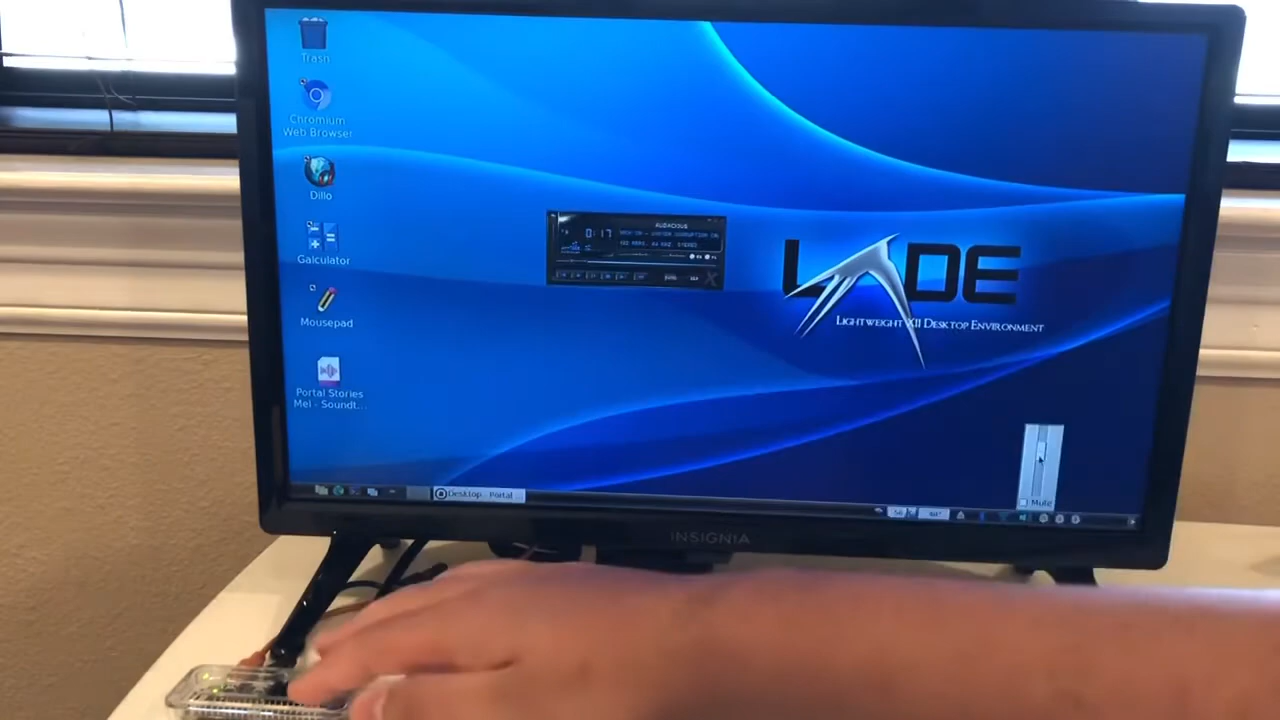 Trash
Chromium
Web Browser
Dillo
Galculator
Mousepad
Portal Stories
Mel - Soundt...
AUDACIOUS
0:17
STEREO
LXDE
LIGHTWEIGHT X11 DESKTOP ENVIRONMENT
Mute
Desktop
Portal
INSIGNIA